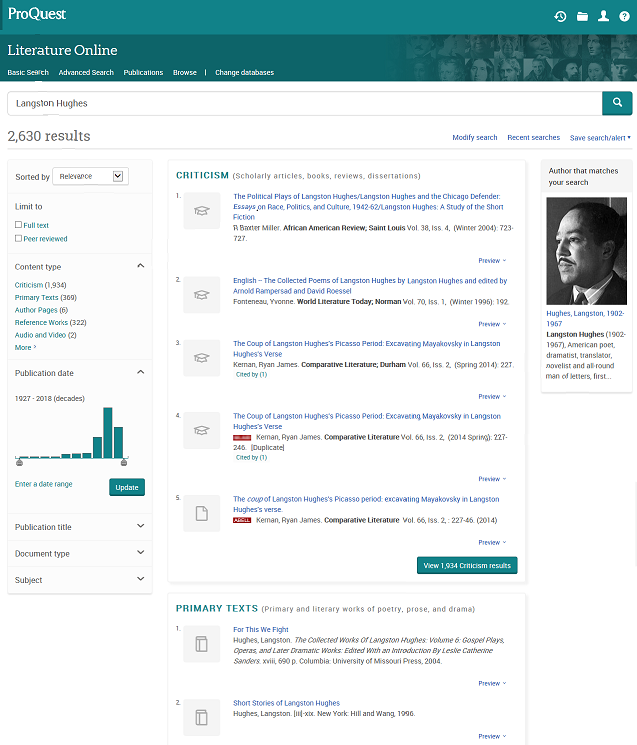 ProQuest
Literature Online
Basic Search Advanced Search Publications Browse | Change databases
Langston Hughes
2,630 results
Modify search Recent searches Save search/alert
Sorted by Relevance
Limit to
Full text
Peer reviewed
Content type
Criticism (1,934)
Primary Texts (369)
Author Pages (6)
Reference Works (322)
Audio and Video (2)
More >
Publication date
1927 - 2018 (decades)
Enter a date range
Update
Publication title
Document type
Subject
CRITICISM (Scholarly articles, books, reviews, dissertations)
1.
The Political Plays of Langston Hughes/Langston Hughes and the Chicago Defender:
Essays on Race, Politics, and Culture, 1942-62/Langston Hughes: A Study of the Short
Fiction
R Baxter Miller. African American Review; Saint Louis Vol. 38, Iss. 4, (Winter 2004): 723-
727.
Preview
2.
English -- The Collected Poems of Langston Hughes by Langston Hughes and edited by
Arnold Rampersad and David Roessel
Fonteneau, Yvonne. World Literature Today; Norman Vol. 70, Iss. 1, (Winter 1996): 192.
Preview
3.
The Coup of Langston Hughes's Picasso Period: Excavating Mayakovsky in Langston
Hughes's Verse
Kernan, Ryan James. Comparative Literature; Durham Vol. 66, Iss. 2, (Spring 2014): 227.
Cited by (1)
Preview
4.
The Coup of Langston Hughes's Picasso Period: Excavating Mayakovsky in Langston
Hughes's Verse
Kernan, Ryan James. Comparative Literature Vol. 66, Iss. 2, (2014 Spring): 227-
246. [Duplicate]
Cited by (1)
Preview
5.
The coup of Langston Hughes's Picasso period: excavating Mayakovsky in Langston
Hughes's verse.
ABELL Kernan, Ryan James. Comparative Literature Vol. 66, Iss. 2, : 227-46. (2014)
Preview
View 1,934 Criticism results
PRIMARY TEXTS (Primary and literary works of poetry, prose, and drama)
1.
For This We Fight
Hughes, Langston. The Collected Works Of Langston Hughes: Volume 6: Gospel Plays,
Operas, and Later Dramatic Works: Edited With an Introduction By Leslie Catherine
Sanders. xviii, 690 p. Columbia: University of Missouri Press, 2004.
Preview
2.
Short Stories of Langston Hughes
Hughes, Langston. [iii]-xix. New York: Hill and Wang, 1996.
Preview
Author that matches
your search
Hughes, Langston, 1902-
1967
Langston Hughes (1902-
1967), American poet,
dramatist, translator,
novelist and all-round
man of letters, first...